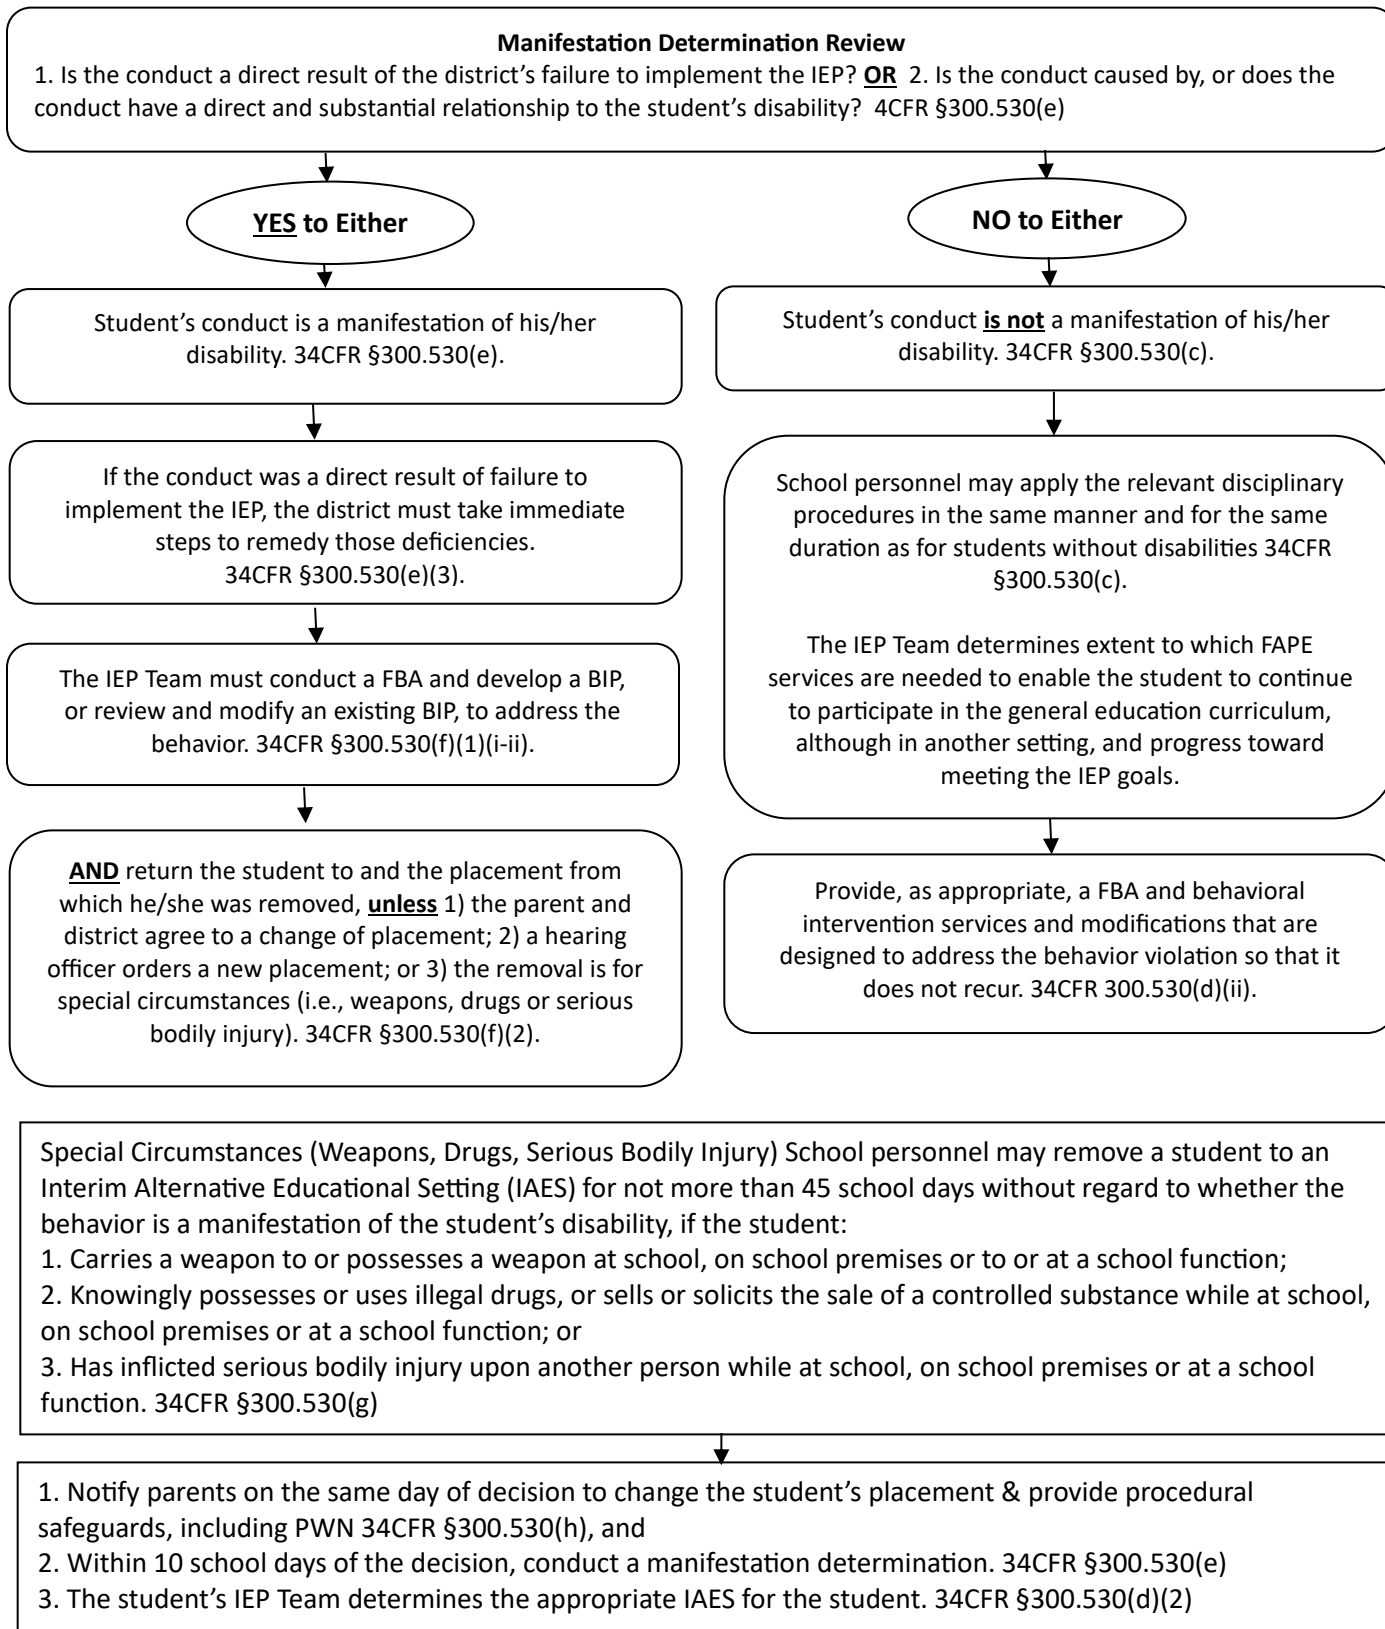 Manifestation Determination Review
1. Is the conduct a direct result of the district’s failure to implement the IEP? OR 2. Is the conduct caused by, or does the
conduct have a direct and substantial relationship to the student’s disability? 4CFR §300.530(e)
YES to Either
Student’s conduct is a manifestation of his/her
disability. 34CFR §300.530(e).
If the conduct was a direct result of failure to
implement the IEP, the district must take immediate
steps to remedy those deficiencies.
34CFR §300.530(e)(3).
The IEP Team must conduct a FBA and develop a BIP,
or review and modify an existing BIP, to address the
behavior. 34CFR §300.530(f)(1)(i-ii).
AND return the student to and the placement from
which he/she was removed, unless 1) the parent and
district agree to a change of placement; 2) a hearing
officer orders a new placement; or 3) the removal is for
special circumstances (i.e., weapons, drugs or serious
bodily injury). 34CFR §300.530(f)(2).
NO to Either
Student’s conduct is not a manifestation of his/her
disability. 34CFR §300.530(c).
School personnel may apply the relevant disciplinary
procedures in the same manner and for the same
duration as for students without disabilities 34CFR
§300.530(c).
The IEP Team determines extent to which FAPE
services are needed to enable the student to continue
to participate in the general education curriculum,
although in another setting, and progress toward
meeting the IEP goals.
Provide, as appropriate, a FBA and behavioral
intervention services and modifications that are
designed to address the behavior violation so that it
does not recur. 34CFR 300.530(d)(ii).
Special Circumstances (Weapons, Drugs, Serious Bodily Injury) School personnel may remove a student to an
Interim Alternative Educational Setting (IAES) for not more than 45 school days without regard to whether the
behavior is a manifestation of the student’s disability, if the student:
1. Carries a weapon to or possesses a weapon at school, on school premises or to or at a school function;
2. Knowingly possesses or uses illegal drugs, or sells or solicits the sale of a controlled substance while at school,
on school premises or at a school function; or
3. Has inflicted serious bodily injury upon another person while at school, on school premises or at a school
function. 34CFR §300.530(g)
1. Notify parents on the same day of decision to change the student’s placement & provide procedural
safeguards, including PWN 34CFR §300.530(h), and
2. Within 10 school days of the decision, conduct a manifestation determination. 34CFR §300.530(e)
3. The student’s IEP Team determines the appropriate IAES for the student. 34CFR §300.530(d)(2)